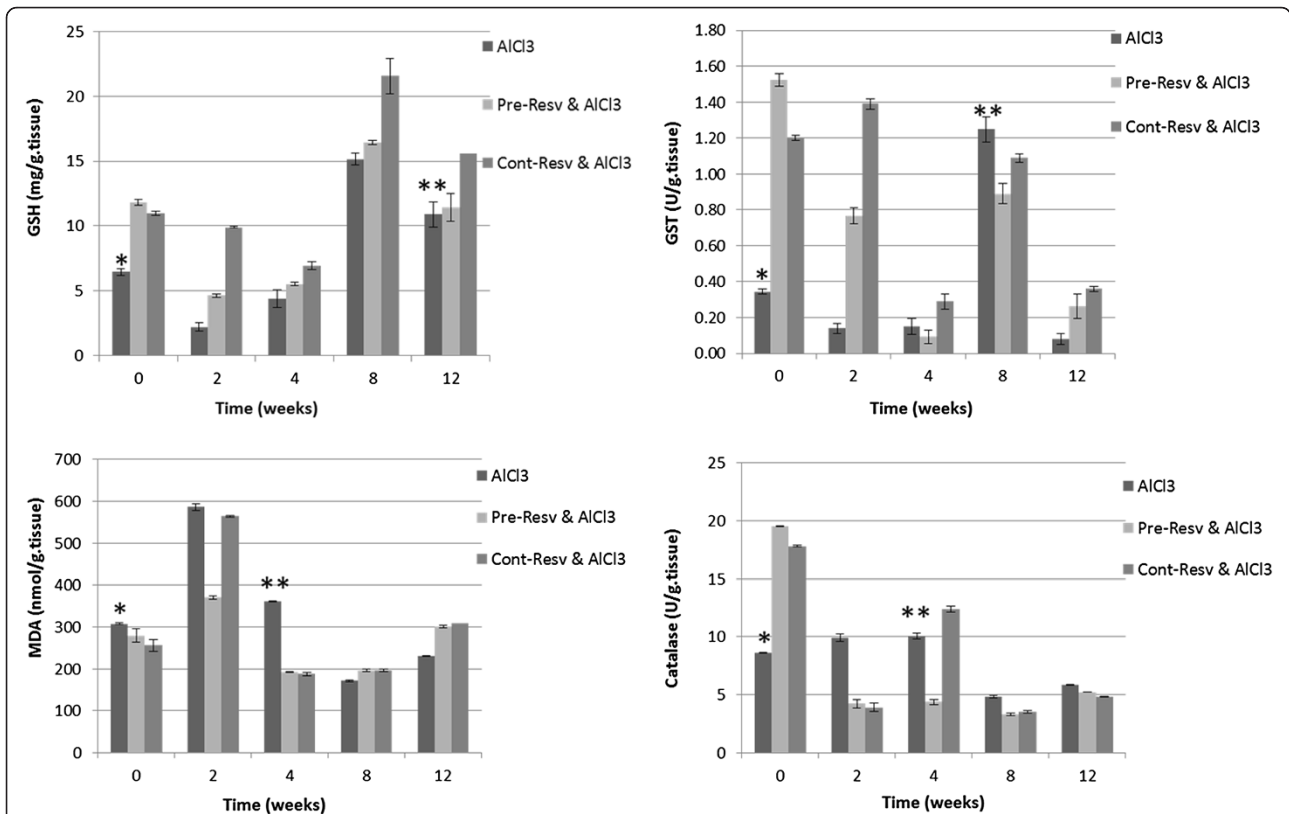 25
20
15
10
5
0
GSH (mg/g.tissue)
*
**
0 2 4 8 12
Time (weeks)
AlCl3
Pre-Resv & AlCl3
Cont-Resv & AlCl3
1.80
1.60
1.40
1.20
1.00
0.80
0.60
0.40
0.20
0.00
GST (U/g.tissue)
*
**
0 2 4 8 12
Time (weeks)
AlCl3
Pre-Resv & AlCl3
Cont-Resv & AlCl3
700
600
500
400
300
200
100
0
MDA (nmol/g.tissue)
*
**
0 2 4 8 12
Time (weeks)
AlCl3
Pre-Resv & AlCl3
Cont-Resv & AlCl3
25
20
15
10
5
0
Catalase (U/g.tissue)
*
**
0 2 4 8 12
Time (weeks)
AlCl3
Pre-Resv & AlCl3
Cont-Resv & AlCl3